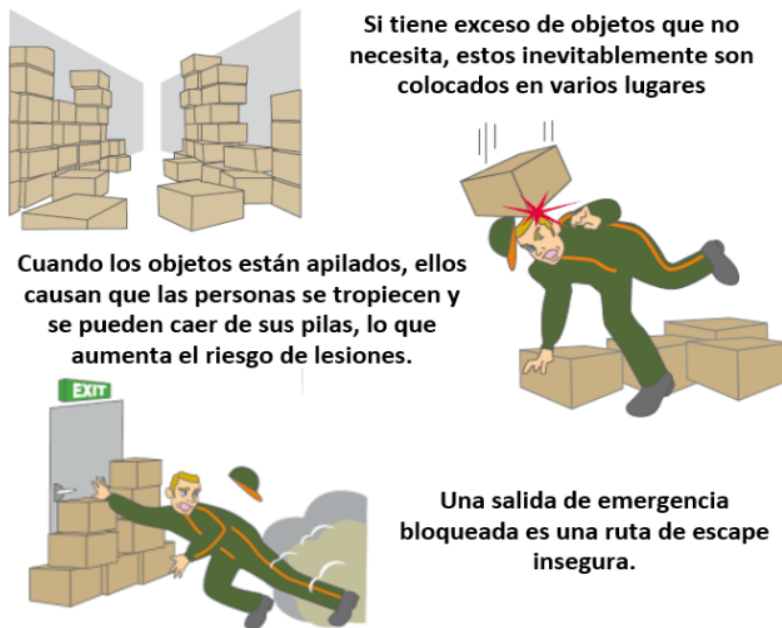 Si tiene exceso de objetos que no
necesita, estos inevitablemente son
colocados en varios lugares
Cuando los objetos están apilados, ellos
causan que las personas se tropiecen y
se pueden caer de sus pilas, lo que
aumenta el riesgo de lesiones.
EXIT
Una salida de emergencia
bloqueada es una ruta de escape
insegura.